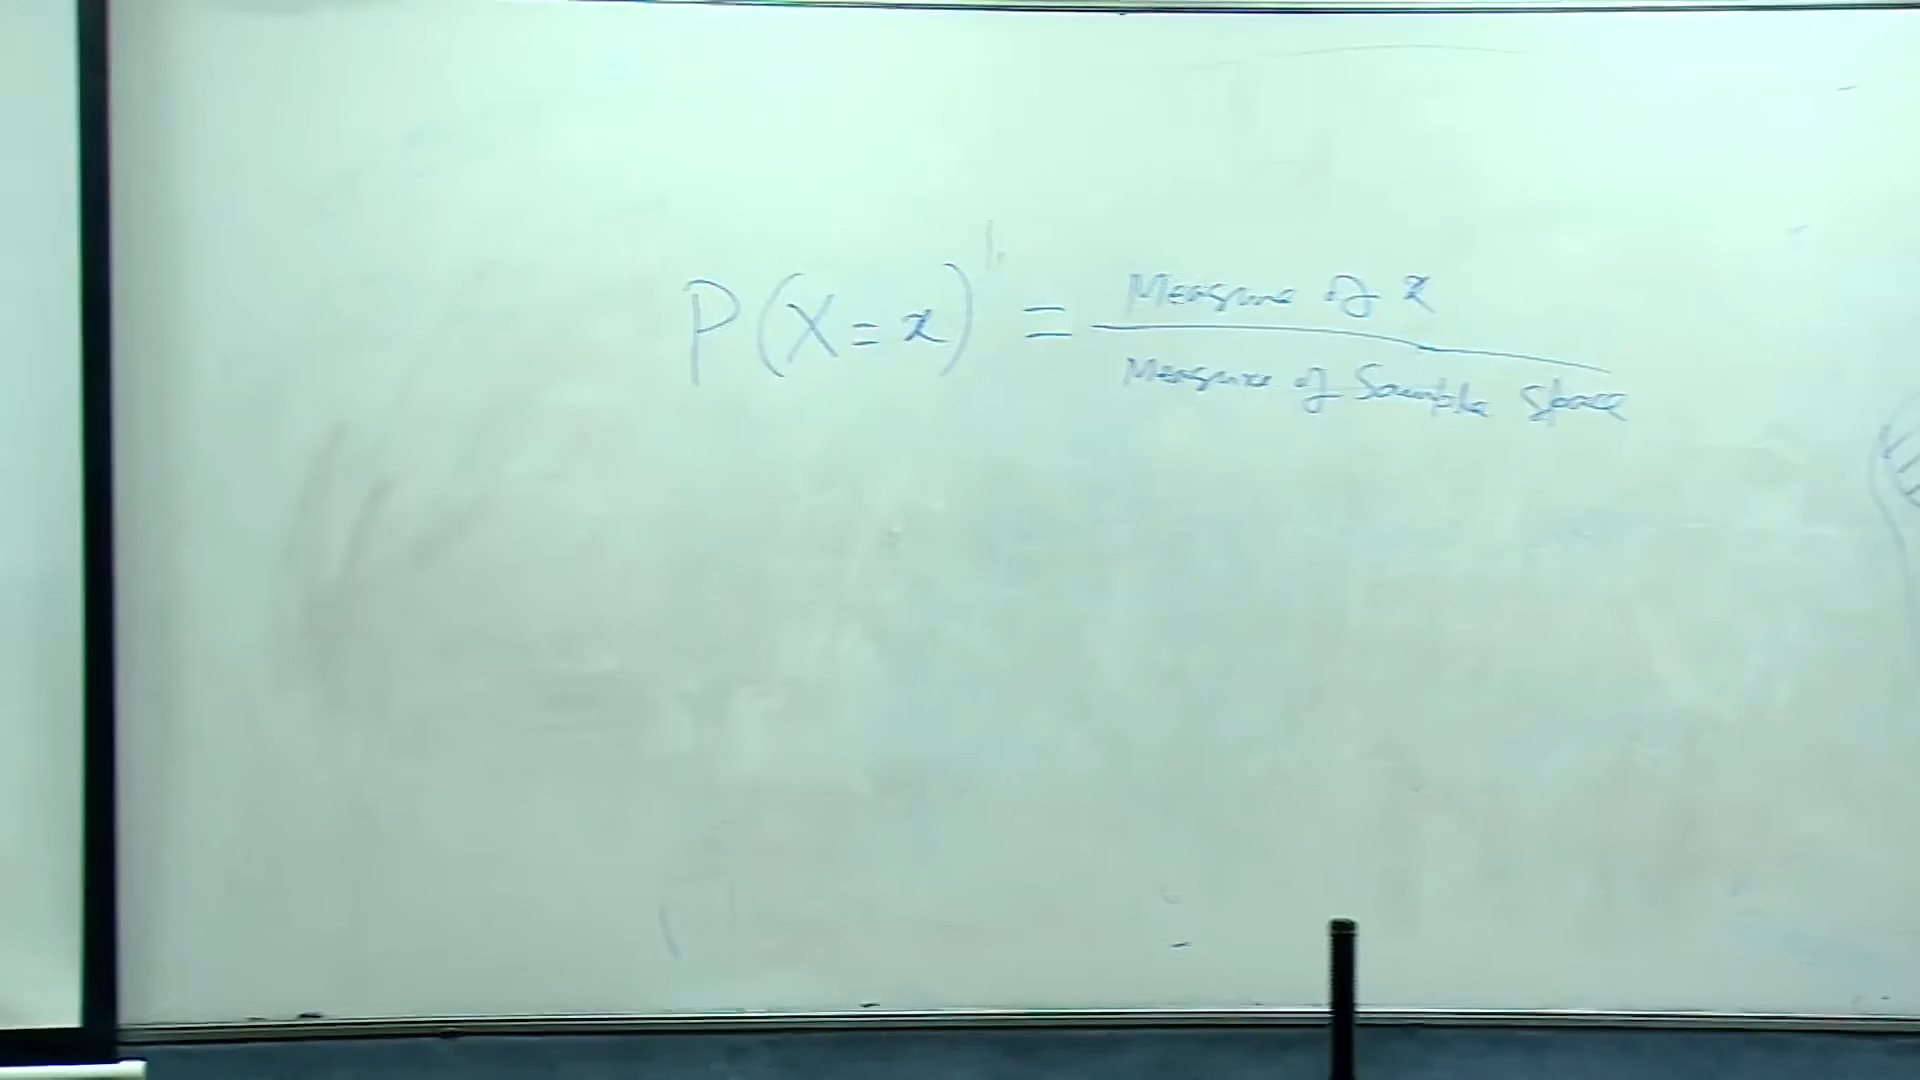 P(X = x) = Measure of x / Measure of Sample Space